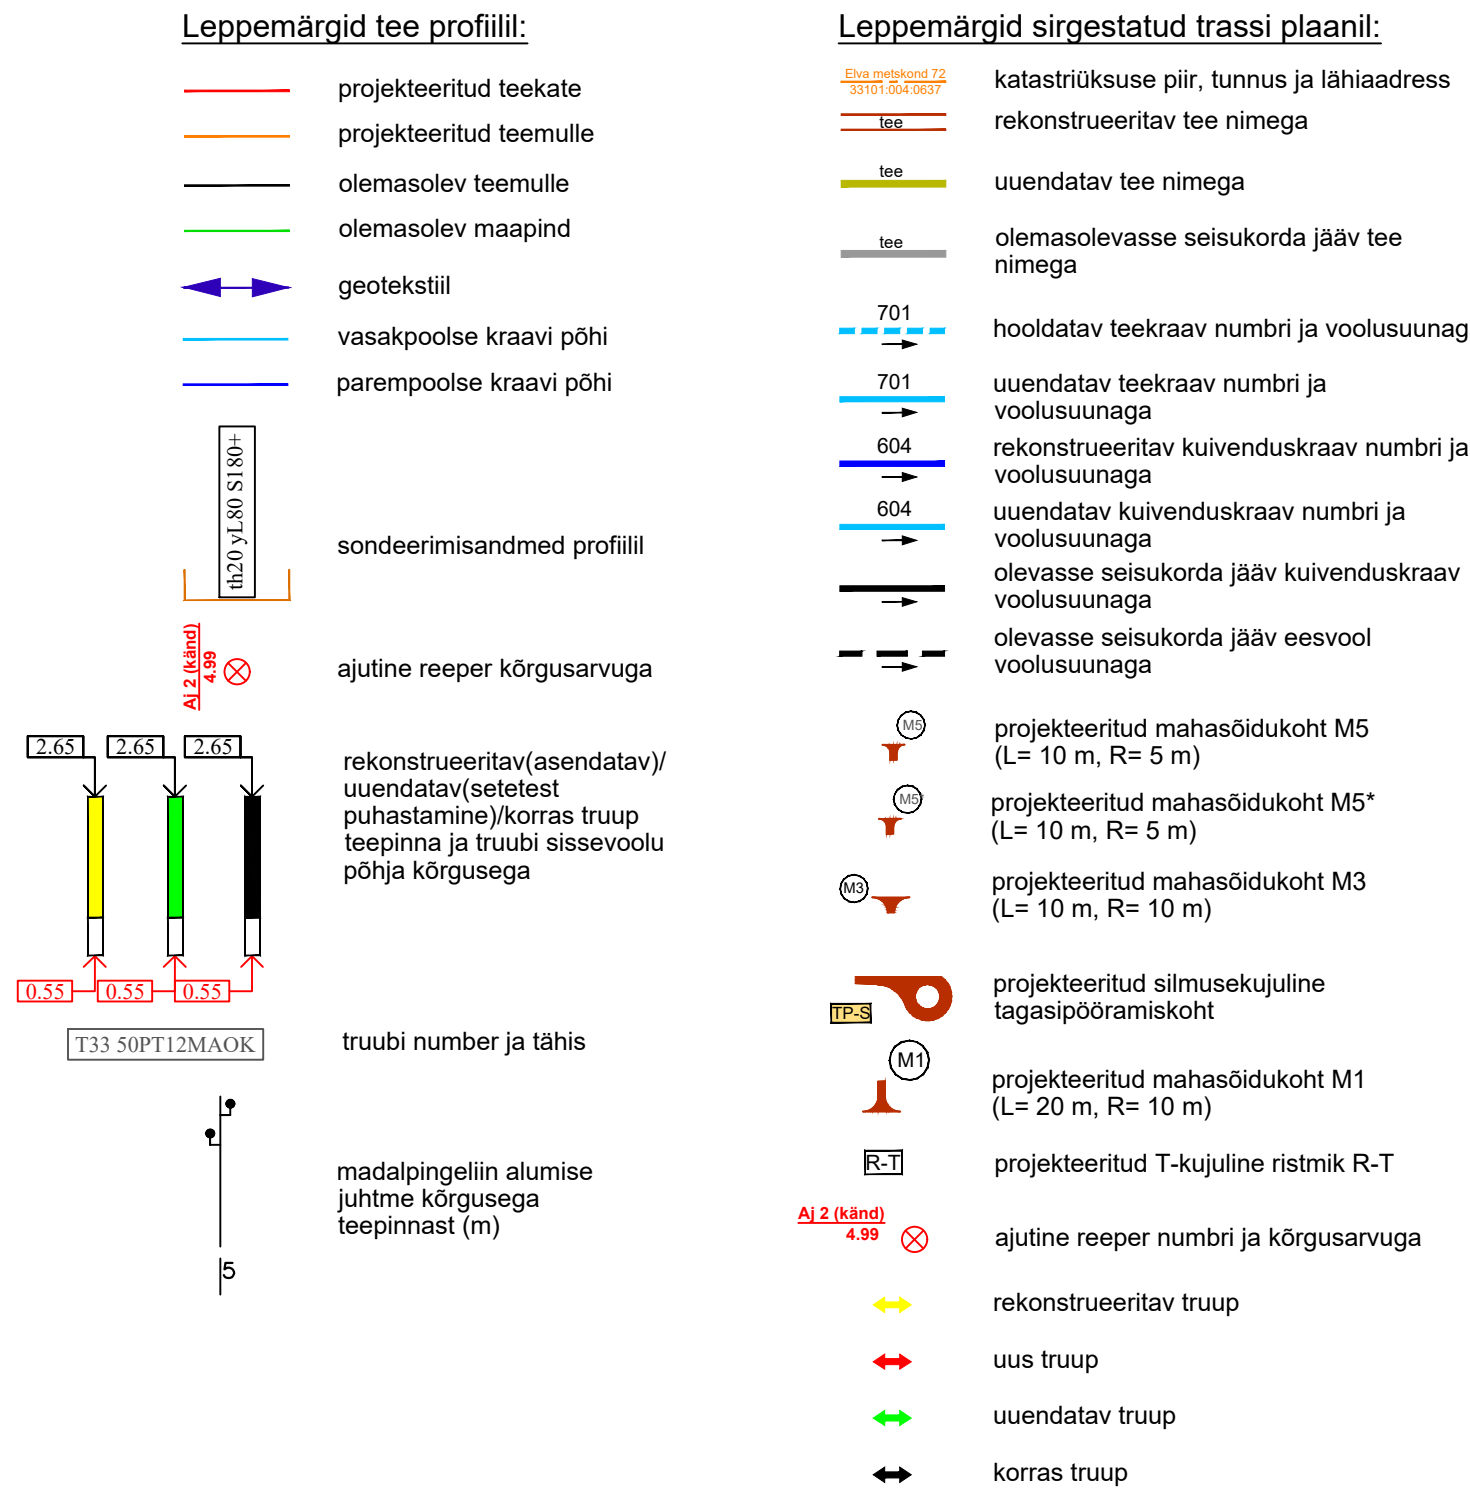 Leppemärgid tee profiilil:
projekteeritud teekate
projekteeritud teemulle
olemasolev teemulle
olemasolev maapind
geotekstiil
vasakpoolse kraavi põhi
parempoolse kraavi põhi
th20 yL80 S180+
sondeerimisandmed profiilil
Aj 2 (känd)
4.99
ajutine reeper kõrgusarvuga
2.65 2.65 2.65
rekonstrueeritav(asendatav)/
uuendatav(setetest
puhastamine)/korras truup
teepinna ja truubi sissevoolu
põhja kõrgusega
0.55 0.55 0.55
T33 50PT12MAOK
truubi number ja tähis
madalpingeliin alumise
juhtme kõrgusega
teepinnast (m)
5
Leppemärgid sirgestatud trassi plaanil:
Elva metskond 72
33101:004:0637
katastriüksuse piir, tunnus ja lähiaadress
tee
rekonstrueeritav tee nimega
tee
uuendatav tee nimega
tee
olemasolevasse seisukorda jääv tee
nimega
701
hooldatav teekraav numbri ja voolusuunag
701
uuendatav teekraav numbri ja
voolusuunaga
604
rekonstrueeritav kuivenduskraav numbri ja
voolusuunaga
604
uuendatav kuivenduskraav numbri ja
voolusuunaga
olevasse seisukorda jääv kuivenduskraav
voolusuunaga
olevasse seisukorda jääv eesvool
voolusuunaga
M5
projekteeritud mahasõidukoht M5
(L= 10 m, R= 5 m)
M5*
projekteeritud mahasõidukoht M5*
(L= 10 m, R= 5 m)
M3
projekteeritud mahasõidukoht M3
(L= 10 m, R= 10 m)
TP-S
projekteeritud silmusekujuline
tagasipööramiskoht
M1
projekteeritud mahasõidukoht M1
(L= 20 m, R= 10 m)
R-T
projekteeritud T-kujuline ristmik R-T
Aj 2 (känd)
4.99
ajutine reeper numbri ja kõrgusarvuga
rekonstrueeritav truup
uus truup
uuendatav truup
korras truup